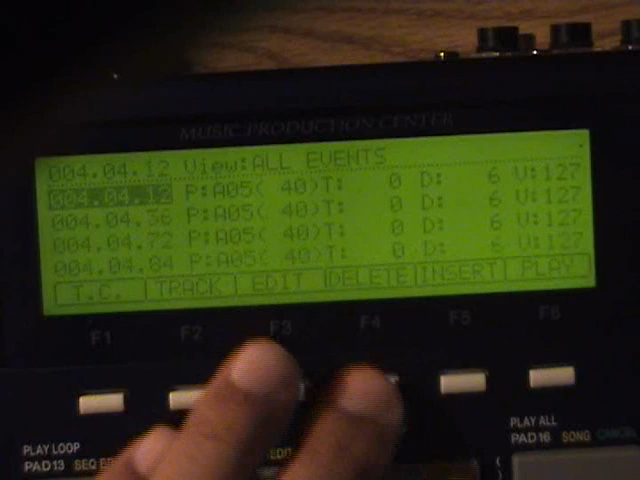 MUSIC PRODUCTION CENTER
004.04.12 View:ALL EVENTS
004.04.12 P:A05( 40)T: 0 D: 6 V:127
004.04.36 P:A05( 40)T: 0 D: 6 V:127
004.04.72 P:A05( 40)T: 0 D: 6 V:127
004.04.84 P:A05( 40)T: 0 D: 6 V:127
T.C. TRACK EDIT DELETE INSERT PLAY
F1 F2 F3 F4 F5 F6
PLAY LOOP
PAD13 SEQ
EDIT
PLAY ALL
PAD16 SONG CANCEL